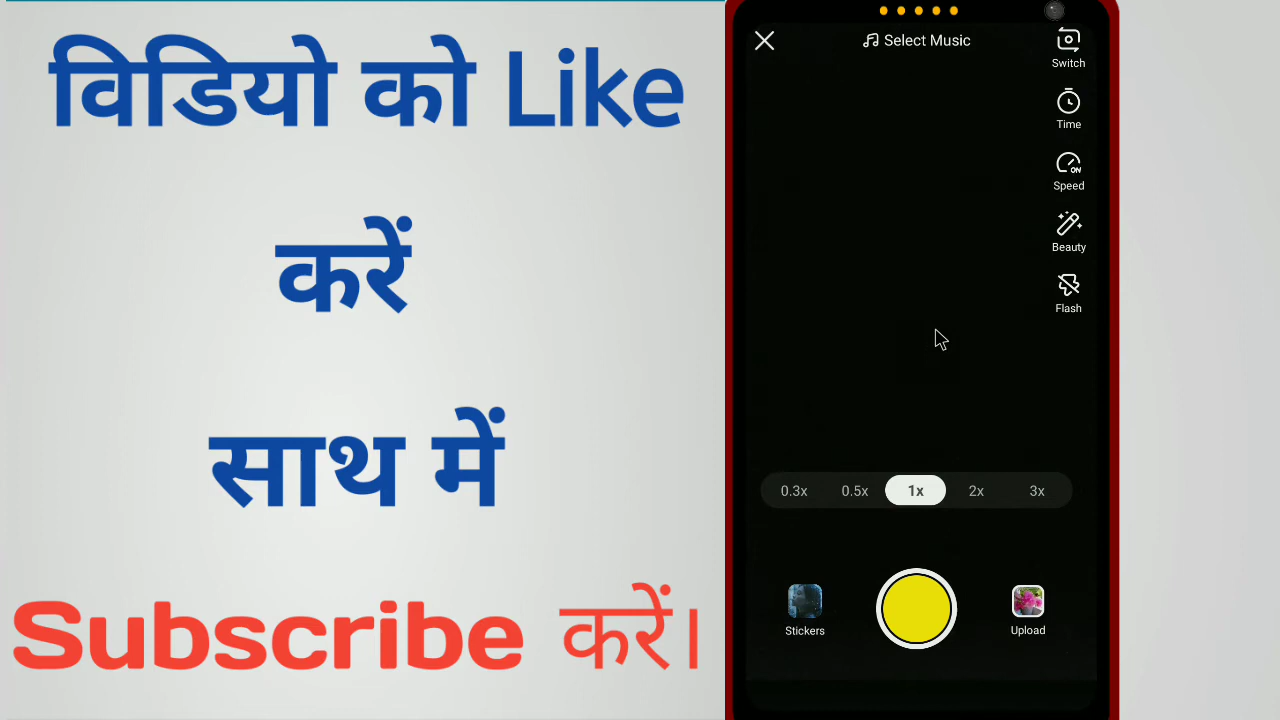 विडियो को Like
करें
साथ में
Subscribe करें।
Select Music
Switch
Time
ON
Speed
Beauty
Flash
0.3x 0.5x 1x 2x 3x
Stickers
Upload